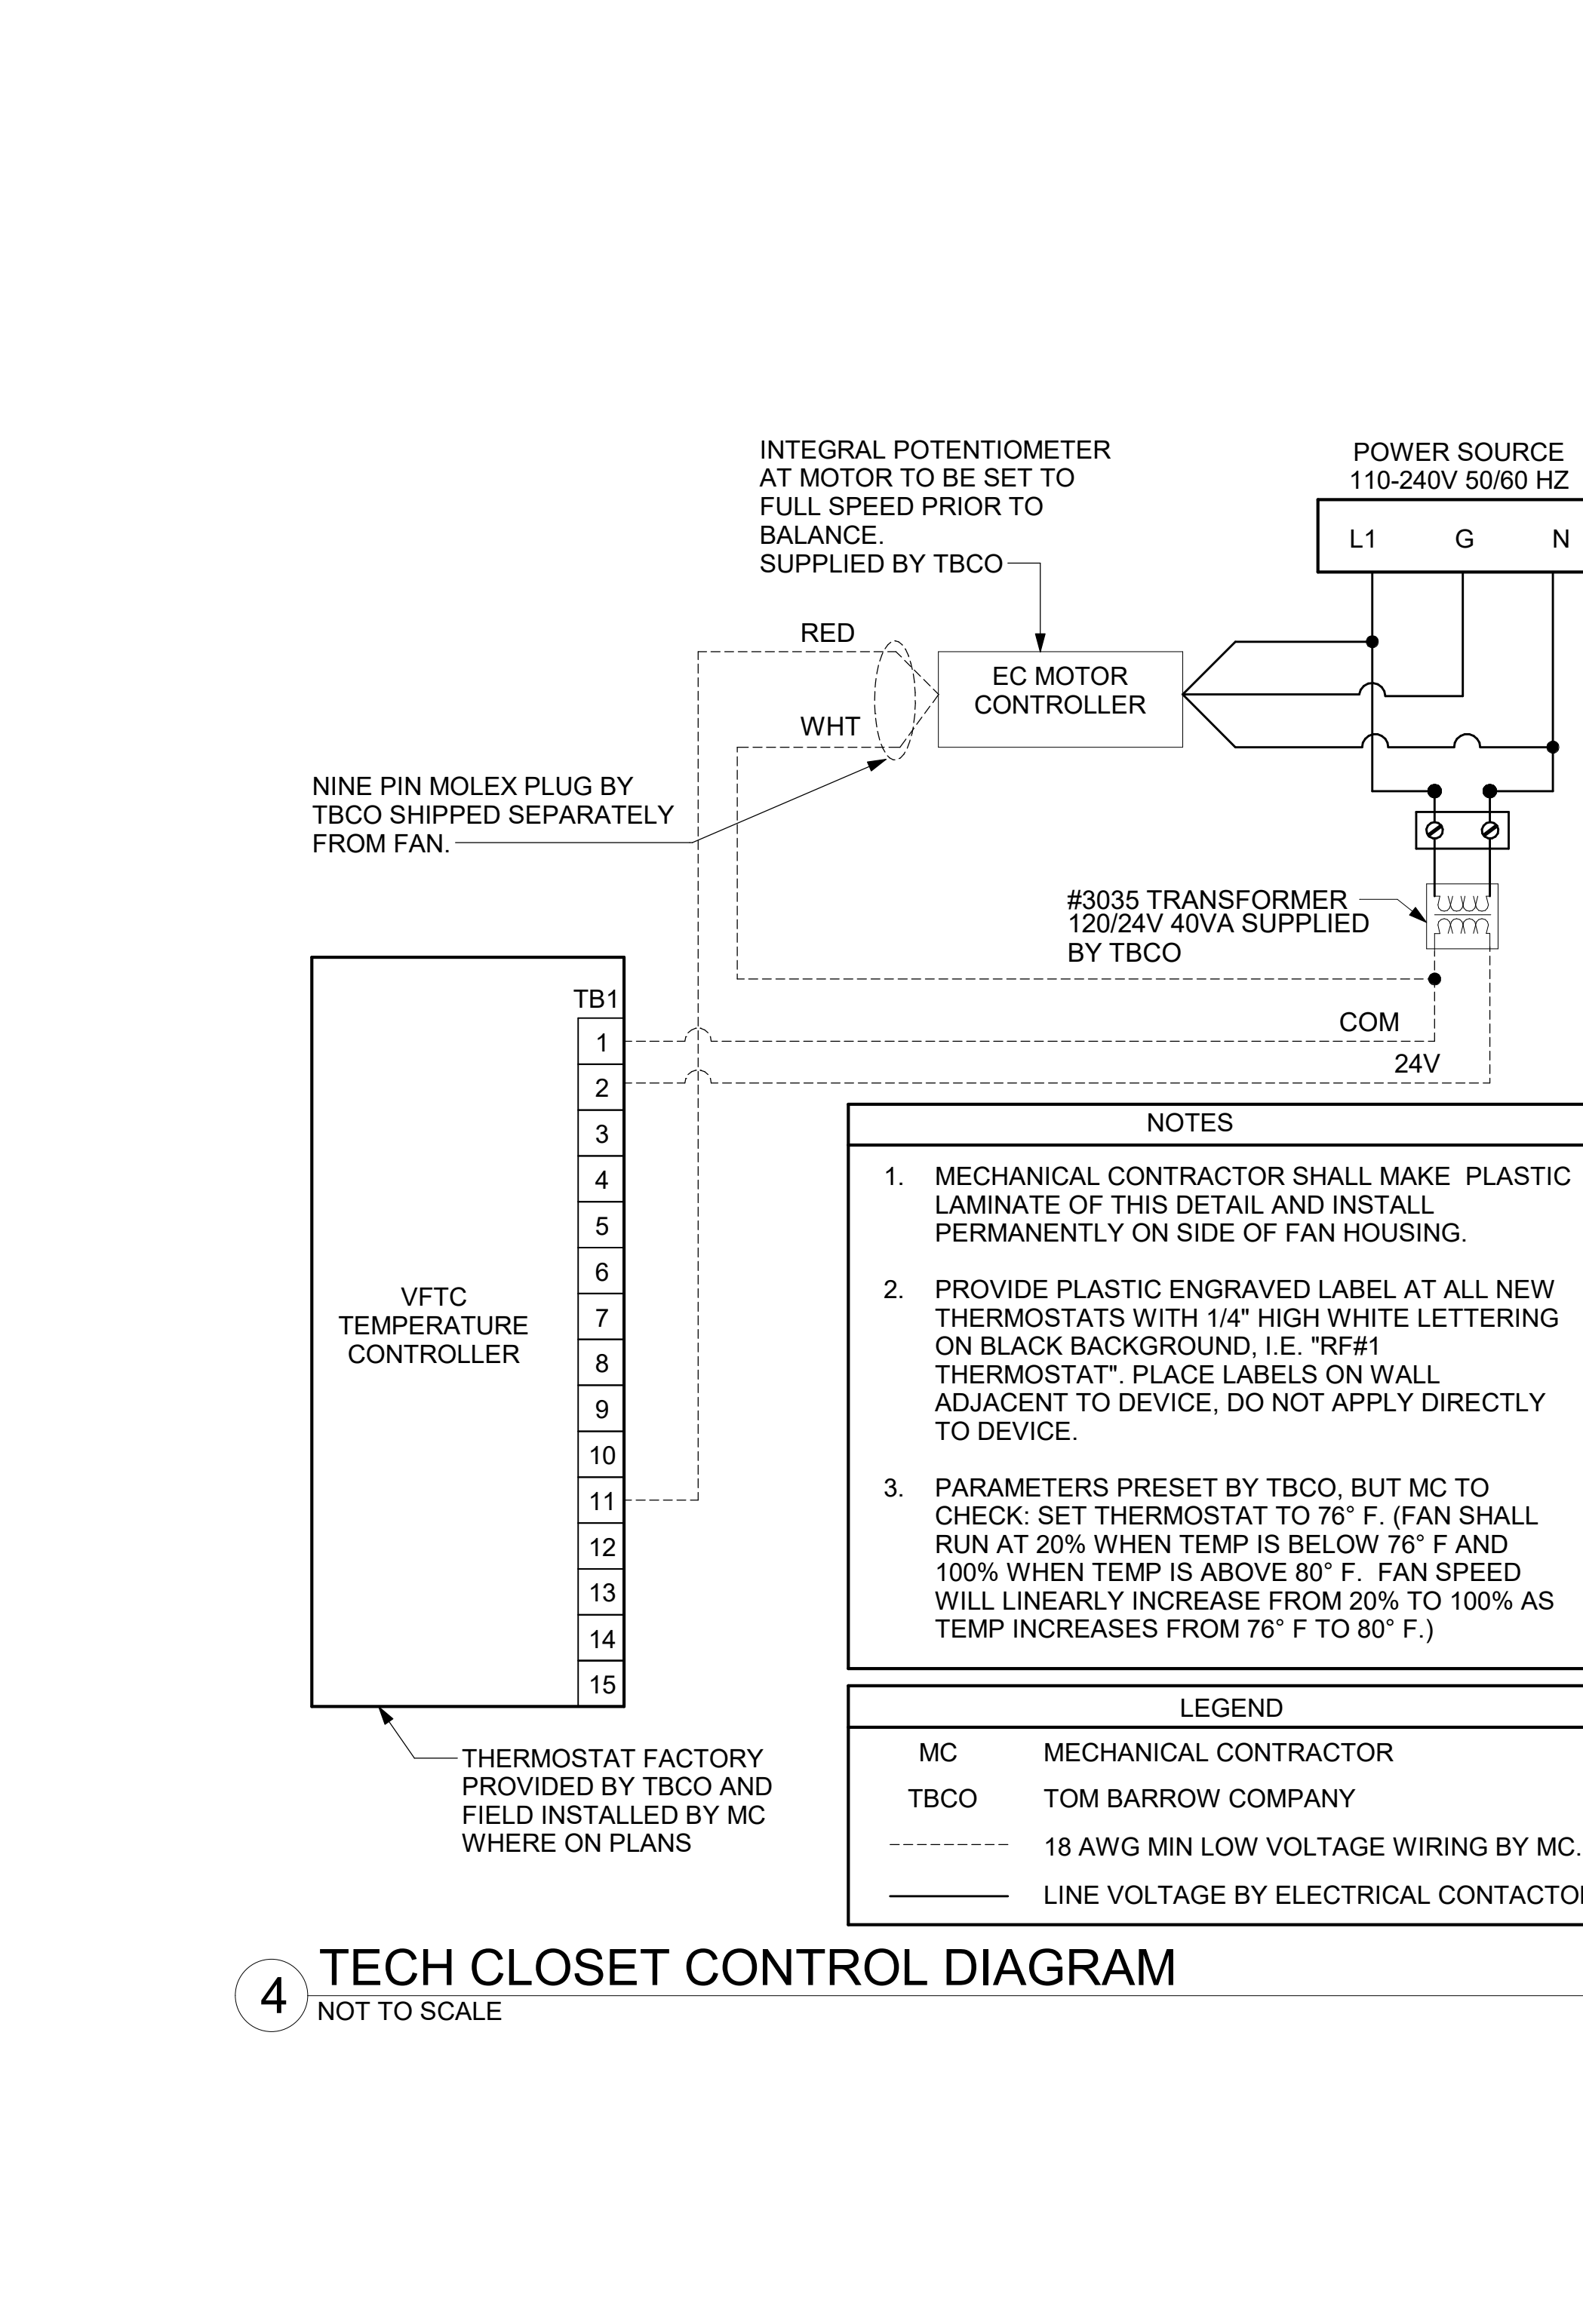 INTEGRAL POTENTIOMETER
AT MOTOR TO BE SET TO
FULL SPEED PRIOR TO
BALANCE.
SUPPLIED BY TBCO
POWER SOURCE
110-240V 50/60 HZ
L1 G N
RED
EC MOTOR
CONTROLLER
WHT
NINE PIN MOLEX PLUG BY
TBCO SHIPPED SEPARATELY
FROM FAN.
#3035 TRANSFORMER
120/24V 40VA SUPPLIED
BY TBCO
COM
24V
TB1
1
2
3
4
5
6
7
8
9
10
11
12
13
14
15
VFTC
TEMPERATURE
CONTROLLER
THERMOSTAT FACTORY
PROVIDED BY TBCO AND
FIELD INSTALLED BY MC
WHERE ON PLANS
NOTES
1. MECHANICAL CONTRACTOR SHALL MAKE PLASTIC
LAMINATE OF THIS DETAIL AND INSTALL
PERMANENTLY ON SIDE OF FAN HOUSING.
2. PROVIDE PLASTIC ENGRAVED LABEL AT ALL NEW
THERMOSTATS WITH 1/4" HIGH WHITE LETTERING
ON BLACK BACKGROUND, I.E. "RF#1
THERMOSTAT". PLACE LABELS ON WALL
ADJACENT TO DEVICE, DO NOT APPLY DIRECTLY
TO DEVICE.
3. PARAMETERS PRESET BY TBCO, BUT MC TO
CHECK: SET THERMOSTAT TO 76° F. (FAN SHALL
RUN AT 20% WHEN TEMP IS BELOW 76° F AND
100% WHEN TEMP IS ABOVE 80° F. FAN SPEED
WILL LINEARLY INCREASE FROM 20% TO 100% AS
TEMP INCREASES FROM 76° F TO 80° F.)
LEGEND
MC MECHANICAL CONTRACTOR
TBCO TOM BARROW COMPANY
18 AWG MIN LOW VOLTAGE WIRING BY MC.
LINE VOLTAGE BY ELECTRICAL
4 TECH CLOSET CONTROL DIAGRAM
NOT TO SCALE